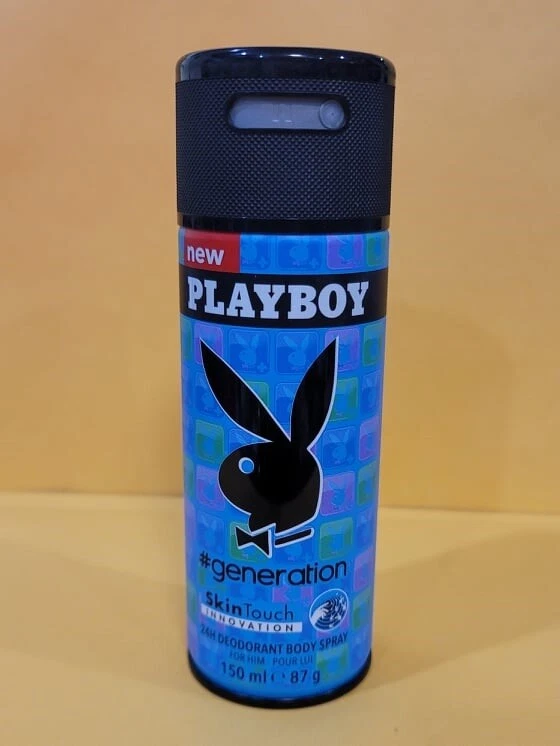 new
PLAYBOY
#generation
SkinTouch
INNOVATION
24H DEODORANT BODY SPRAY
FOR HIM POUR LUI
150 ml e 87 g